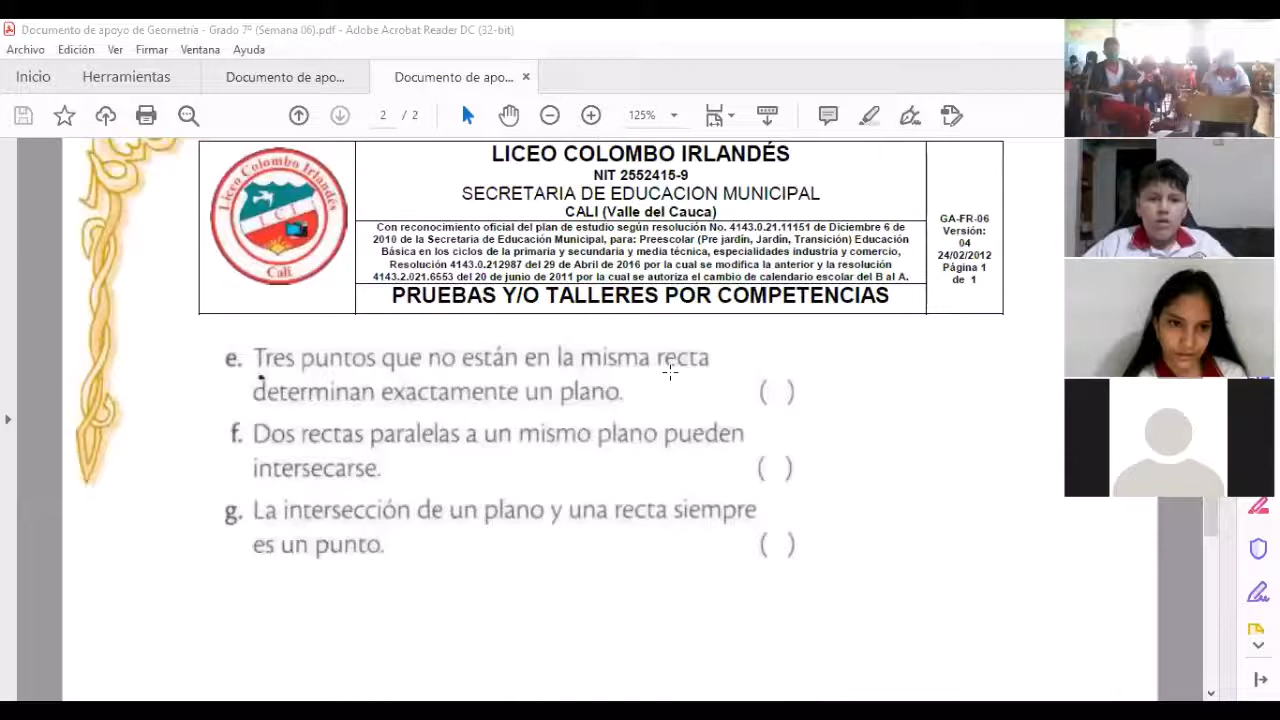 Documento de apoyo de Geometría - Grado 7º (Semana 06).pdf - Adobe Acrobat Reader DC (32-bit)
Archivo Edición Ver Firmar Ventana Ayuda
Inicio Herramientas Documento de apo... Documento de apo... ×
2 / 2 125%
Liceo Colombo Irlandés
L C I
Cali
LICEO COLOMBO IRLANDÉS
NIT 2552415-9
SECRETARIA DE EDUCACION MUNICIPAL
CALI (Valle del Cauca)
Con reconocimiento oficial del plan de estudio según resolución No. 4143.0.21.11151 de Diciembre 6 de
2010 de la Secretaria de Educación Municipal, para: Preescolar (Pre jardín, Jardín, Transición) Educación
Básica en los ciclos de la primaria y secundaria y media técnica, especialidades industria y comercio,
Resolución 4143.0.212987 del 29 de Abril de 2016 por la cual se modifica la anterior y la resolución
4143.2.021.6553 del 20 de junio de 2011 por la cual se autoriza el cambio de calendario escolar del B al A.
PRUEBAS Y/O TALLERES POR COMPETENCIAS
GA-FR-06
Versión:
04
24/02/2012
Página 1
de 1
e. Tres puntos que no están en la misma recta
determinan exactamente un plano. ( )
f. Dos rectas paralelas a un mismo plano pueden
intersecarse. ( )
g. La intersección de un plano y una recta siempre
es un punto. ( )